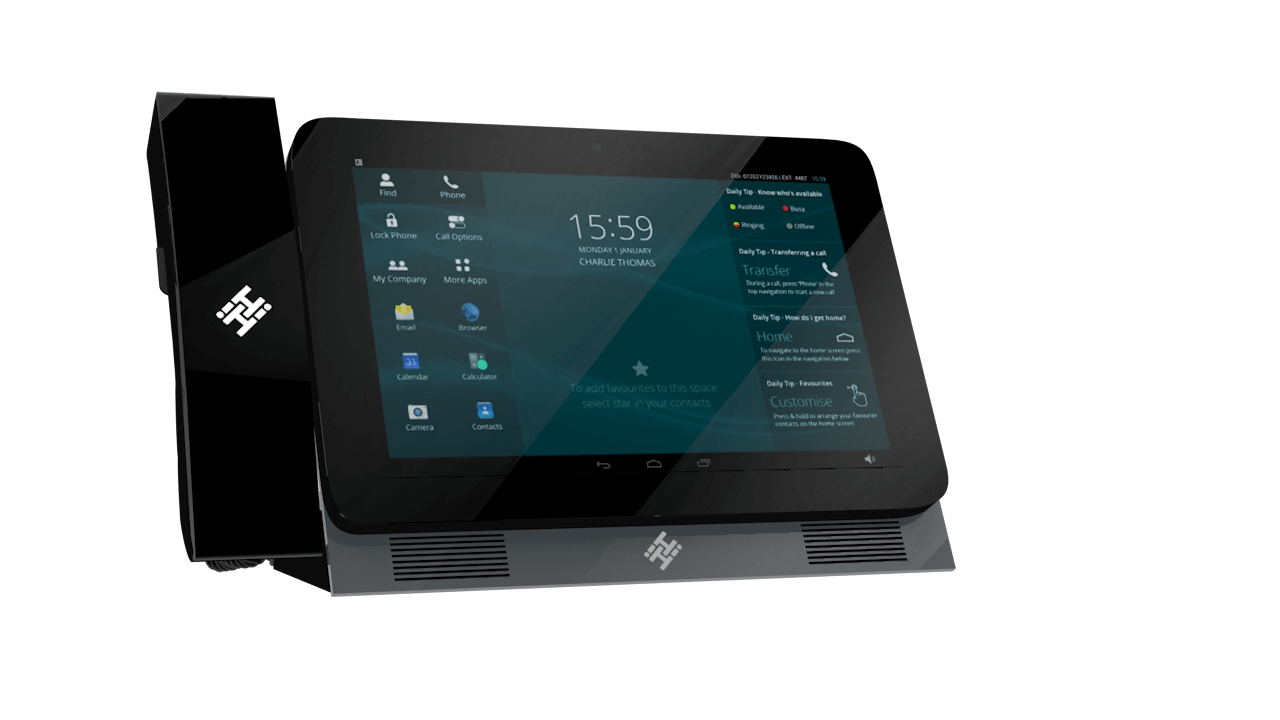 Find
Phone
Lock Phone
Call Options
My Company
More Apps
Email
Browser
31
Calendar
Calculator
Camera
Contacts
15:59
MONDAY 1 JANUARY
CHARLIE THOMAS
To add favourites to this space
select star in your contacts
EXT: 4487 15:59
Daily Tip - Know who's available
Available
Busy
Ringing
Offline
Daily Tip - Transferring a call
Transfer
During a call, press 'Phone' in the
top navigation to start a new call
Daily Tip - How do I get home?
Home
To navigate to the home screen press
this icon in the navigation below
Daily Tip - Favourites
Customise
Press & hold to arrange your favourite
contacts on the home screen